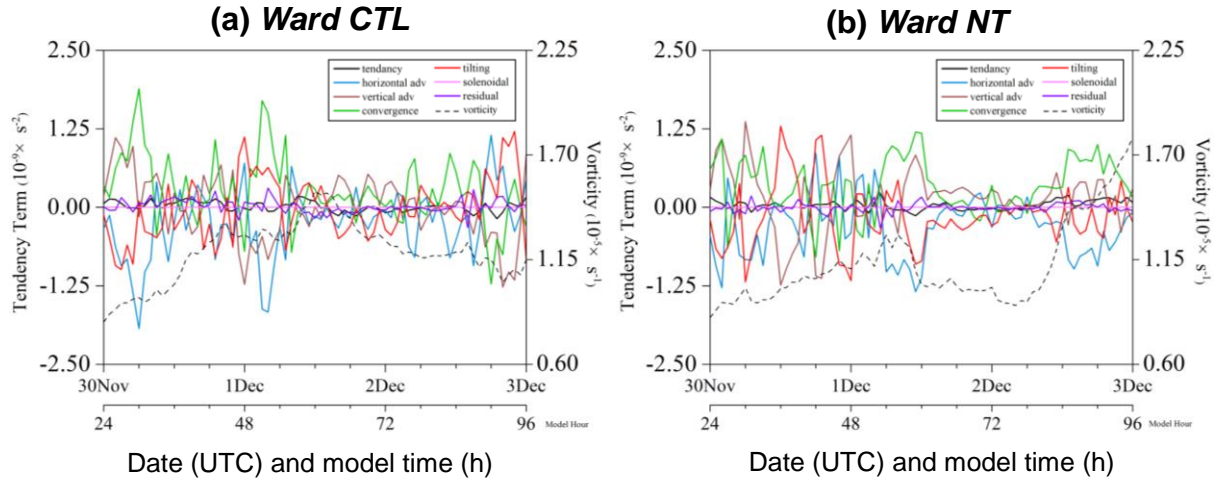 (a) Ward CTL
(b) Ward NT
2.50
1.25
0.00
-1.25
-2.50
Tendency Term (10⁻⁹× s⁻²)
2.25
1.70
1.15
0.60
Vorticity (10⁻⁵× s⁻¹)
tendancy
horizontal adv
vertical adv
convergence
tilting
solenoidal
residual
vorticity
30Nov 1Dec 2Dec 3Dec
24 48 72 96 Model Hour
Date (UTC) and model time (h)
2.50
1.25
0.00
-1.25
-2.50
Tendency Term (10⁻⁹× s⁻²)
2.25
1.70
1.15
0.60
Vorticity (10⁻⁵× s⁻¹)
tendancy
horizontal adv
vertical adv
convergence
tilting
solenoidal
residual
vorticity
30Nov 1Dec 2Dec 3Dec
24 48 72 96 Model Hour
Date (UTC) and model time (h)